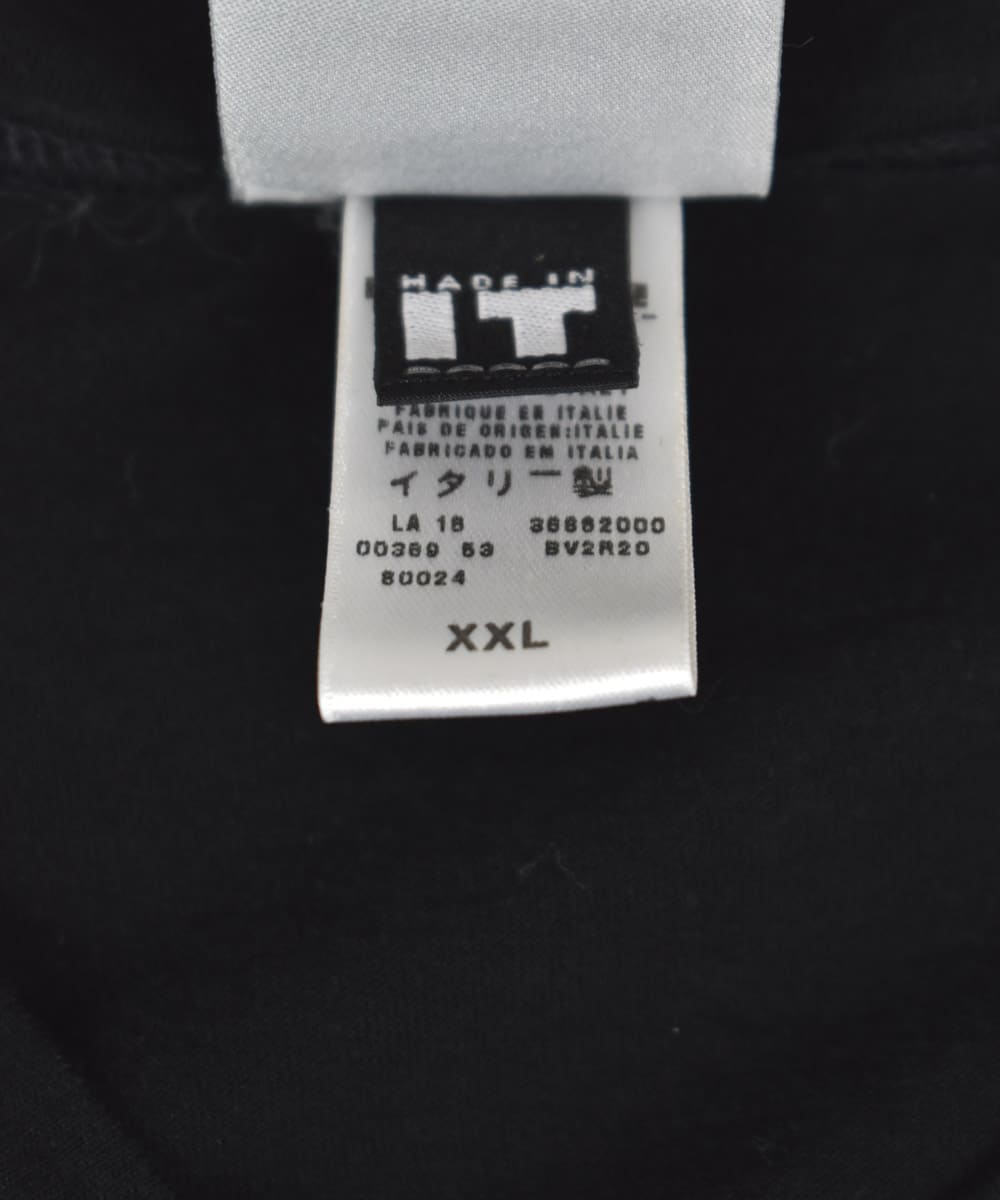 MADE IN
IT
FABRIQUE EN ITALIE
PAIS DE ORIGEN:ITALIE
FABRICADO EM ITALIA
イタリー製
LA 18 36662000
00369 53 BV2R20
80024
XXL